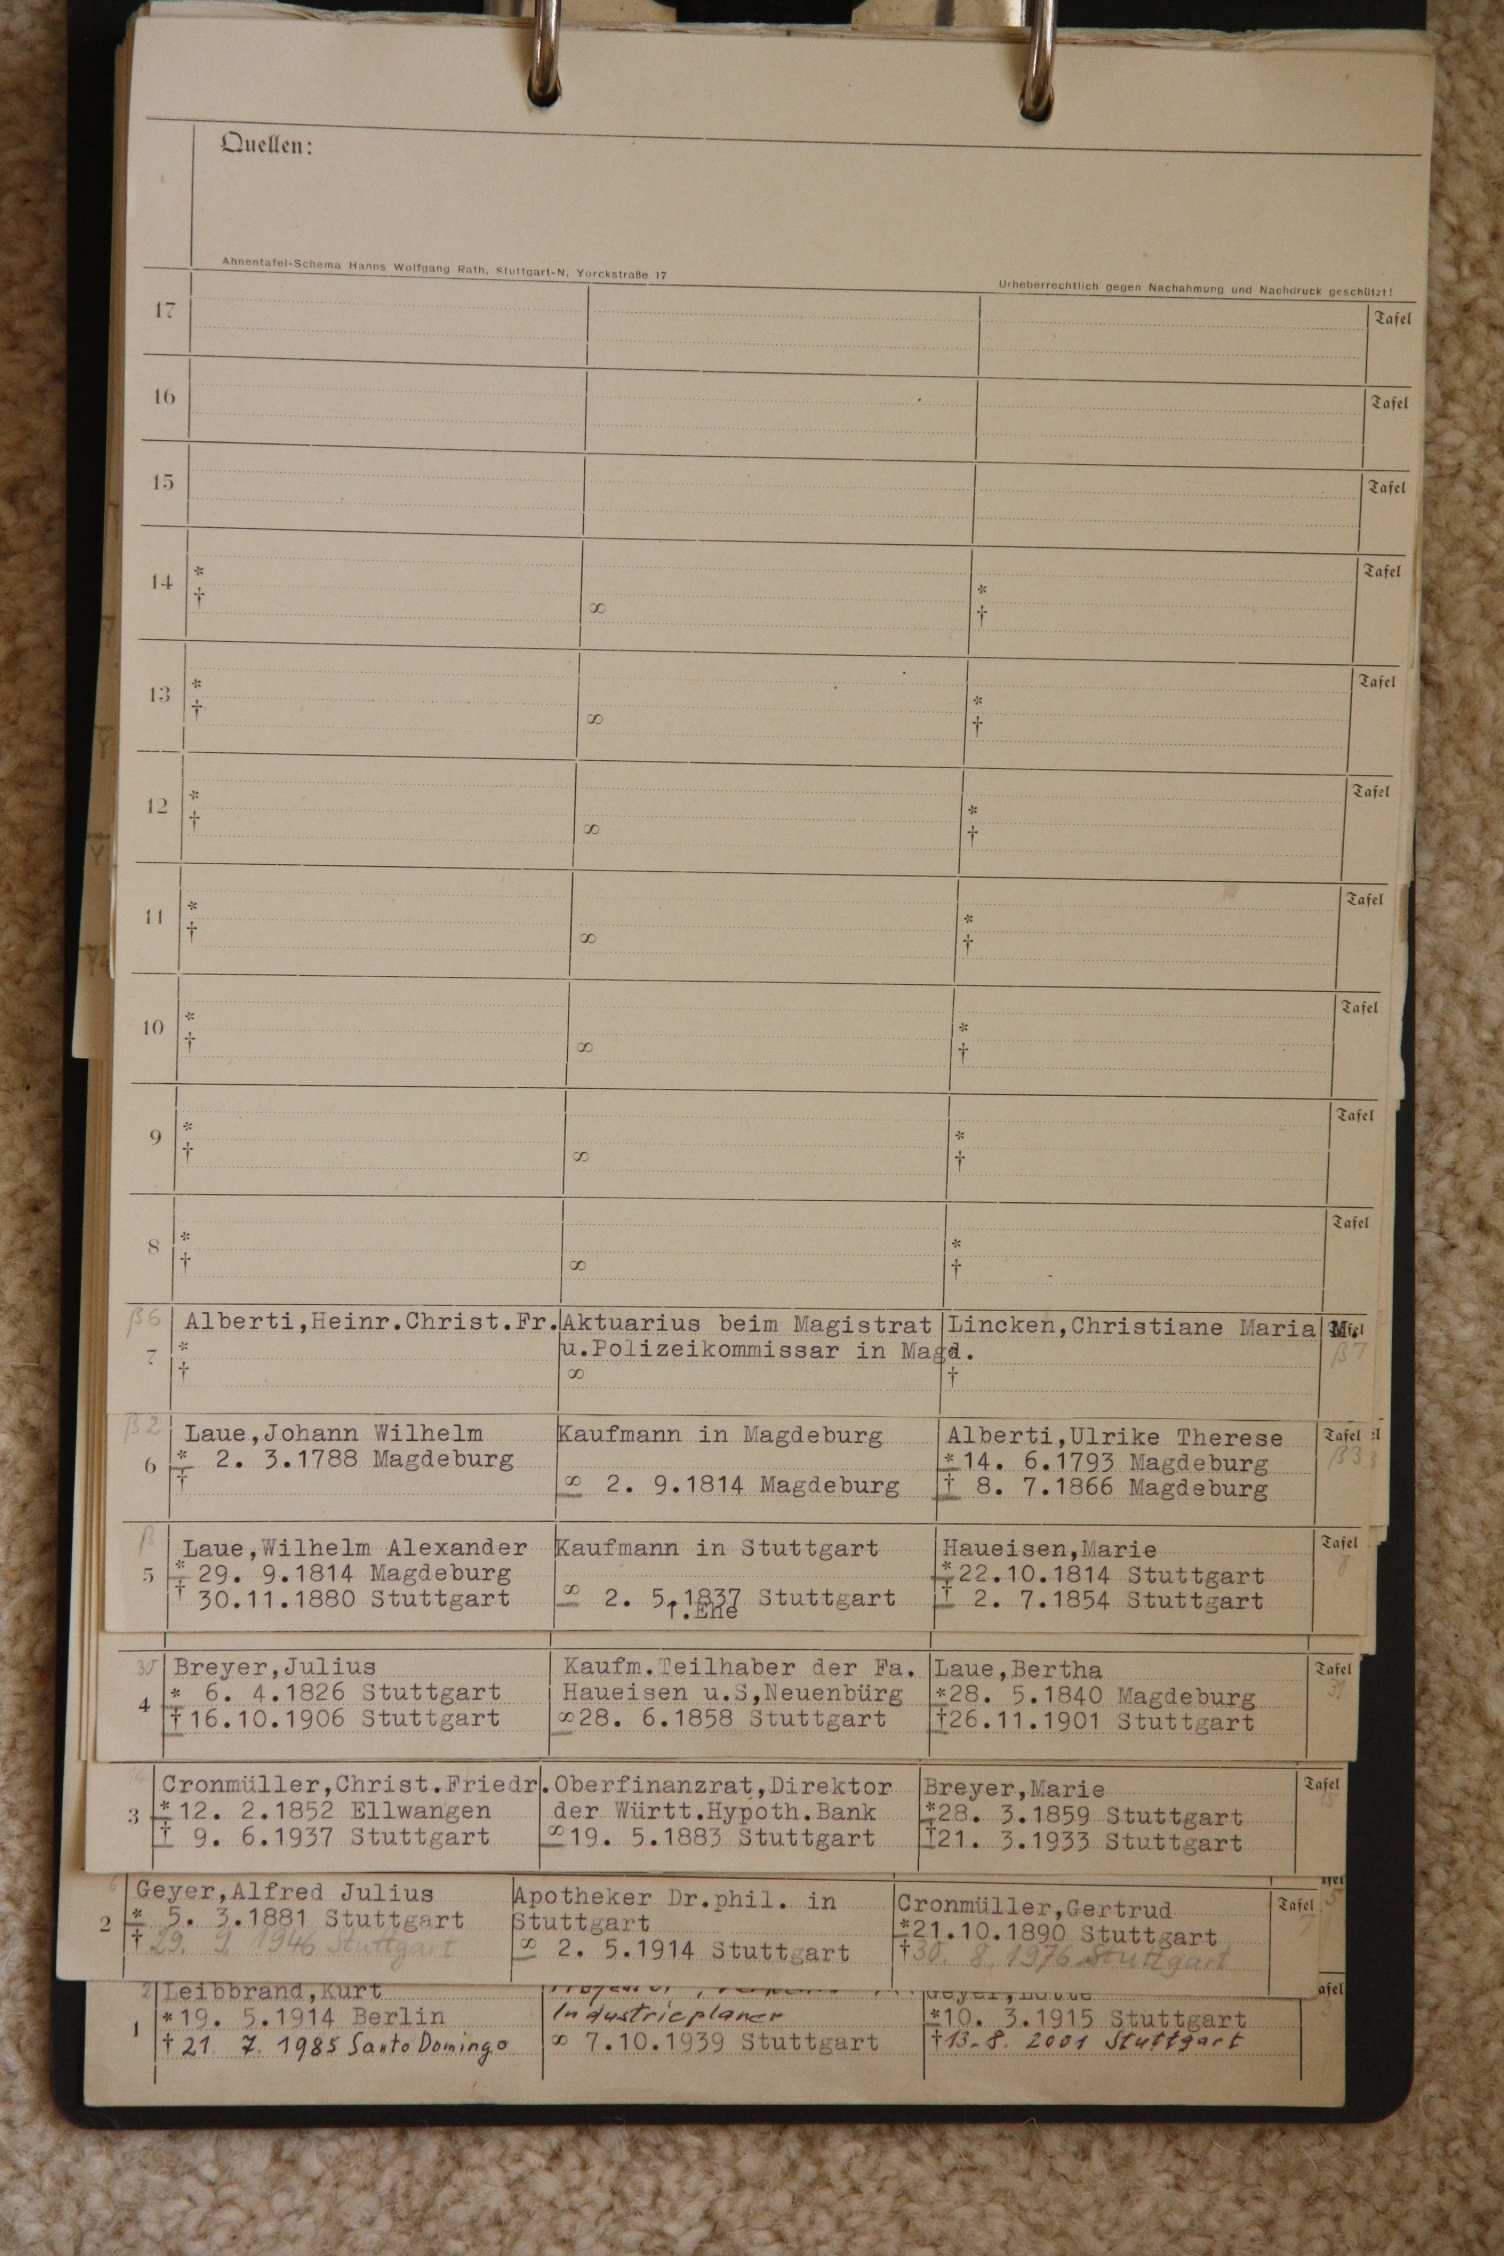 Quellen:
Ahnentafel-Schema Hanns Wolfgang Rath, Stuttgart-N, Yorckstraße 17
Urheberrechtlich gegen Nachahmung und Nachdruck geschützt!
17 Tafel
16 Tafel
15 Tafel
14 Tafel
* *
† ∞ †
13 Tafel
* *
† ∞ †
12 Tafel
* *
† ∞ †
11 Tafel
* *
† ∞ †
10 Tafel
* *
† ∞ †
9 Tafel
* *
† ∞ †
8 Tafel
* *
† ∞ †
β6 Alberti,Heinr.Christ.Fr. Aktuarius beim Magistrat Lincken,Christiane Maria M.
7 * u.Polizeikommissar in Magd. β7
† ∞ †
β2 Laue,Johann Wilhelm Kaufmann in Magdeburg Alberti,Ulrike Therese Tafel
6 * 2. 3.1788 Magdeburg *14. 6.1793 Magdeburg β3
† ∞ 2. 9.1814 Magdeburg † 8. 7.1866 Magdeburg
β Laue,Wilhelm Alexander Kaufmann in Stuttgart Haueisen,Marie Tafel
5 * 29. 9.1814 Magdeburg *22.10.1814 Stuttgart
† 30.11.1880 Stuttgart ∞ 2. 5.1837 Stuttgart † 2. 7.1854 Stuttgart
1.Ehe
Breyer,Julius Kaufm.Teilhaber der Fa. Laue,Bertha Tafel
4 * 6. 4.1826 Stuttgart Haueisen u.S,Neuenbürg *28. 5.1840 Magdeburg
†16.10.1906 Stuttgart ∞28. 6.1858 Stuttgart †26.11.1901 Stuttgart
Cronmüller,Christ.Friedr. Oberfinanzrat,Direktor Breyer,Marie Tafel
3 *12. 2.1852 Ellwangen der Württ.Hypoth.Bank *28. 3.1859 Stuttgart
† 9. 6.1937 Stuttgart ∞19. 5.1883 Stuttgart †21. 3.1933 Stuttgart
Geyer,Alfred Julius Apotheker Dr.phil. in Cronmüller,Gertrud Tafel
2 * 5. 3.1881 Stuttgart Stuttgart *21.10.1890 Stuttgart
† 29. 9. 1946 Stuttgart ∞ 2. 5.1914 Stuttgart †30. 8. 1976 Stuttgart
Leibbrand,Kurt Geyer,Lotte
1 *19. 5.1914 Berlin Industrieplaner *10. 3.1915 Stuttgart
†21. 7. 1985 Santo Domingo ∞ 7.10.1939 Stuttgart †13.8. 2001 Stuttgart